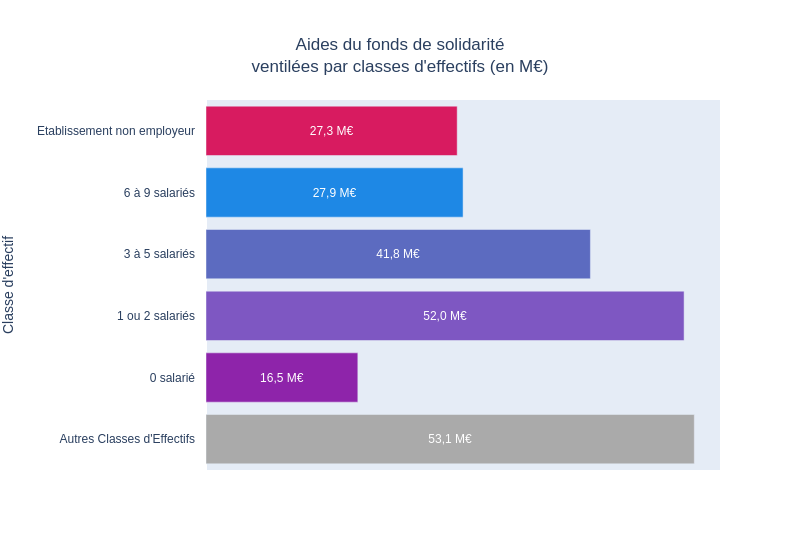 Aides du fonds de solidarité
ventilées par classes d'effectifs (en M€)
Classe d'effectif
Etablissement non employeur
27,3 M€
6 à 9 salariés
27,9 M€
3 à 5 salariés
41,8 M€
1 ou 2 salariés
52,0 M€
0 salarié
16,5 M€
Autres Classes d'Effectifs
53,1 M€